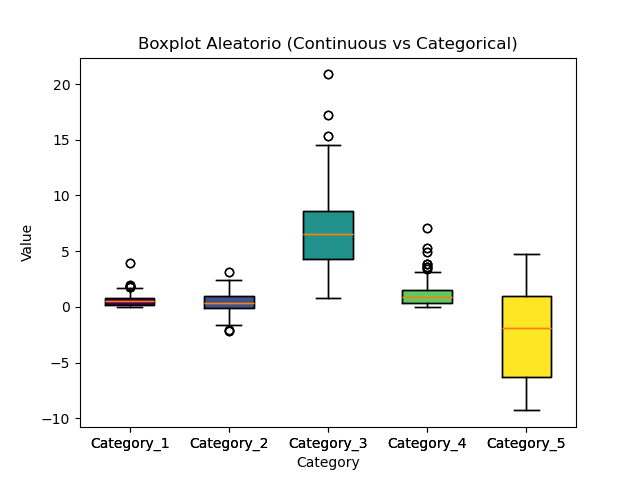 Boxplot Aleatorio (Continuous vs Categorical)
20
15
10
5
0
−5
−10
Value
Category_1 Category_2 Category_3 Category_4 Category_5
Category